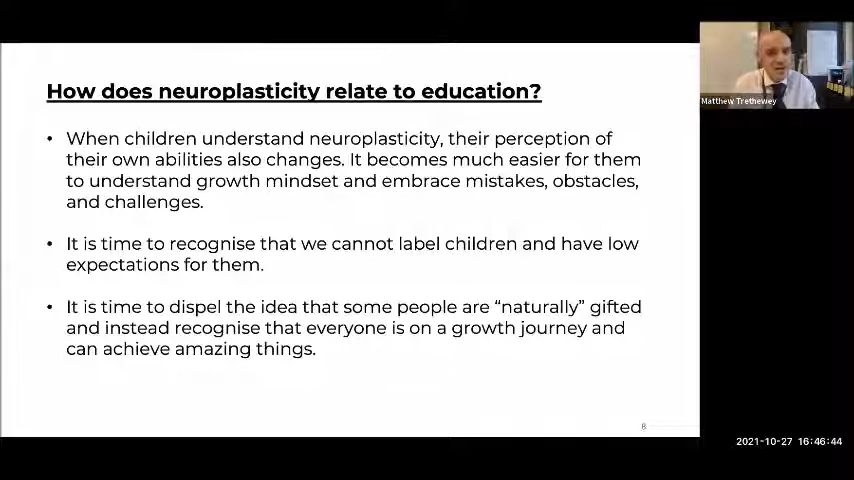 How does neuroplasticity relate to education?
• When children understand neuroplasticity, their perception of
their own abilities also changes. It becomes much easier for them
to understand growth mindset and embrace mistakes, obstacles,
and challenges.
• It is time to recognise that we cannot label children and have low
expectations for them.
• It is time to dispel the idea that some people are “naturally” gifted
and instead recognise that everyone is on a growth journey and
can achieve amazing things.
8
Matthew Trethewey
2021-10-27 16:46:44